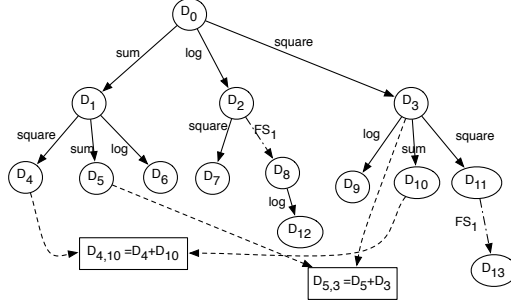 D0
sum
log
square
D1
D2
D3
square
sum
log
square
FS1
log
sum
square
D4
D5
D6
D7
D8
D9
D10
D11
log
FS1
D12
D4,10 =D4+D10
D5,3 =D5+D3
D13